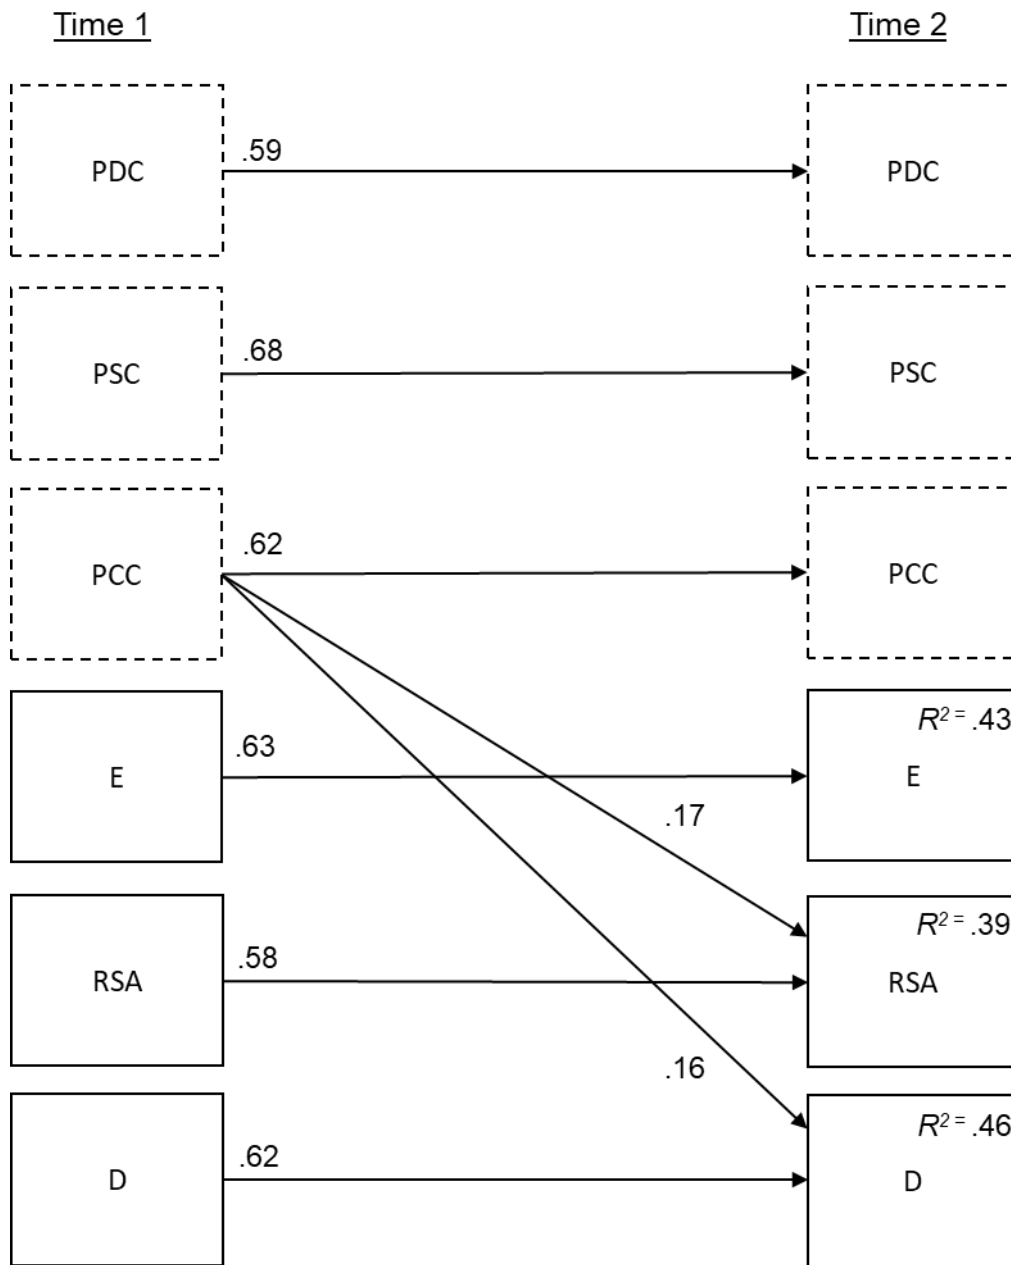 Time 1 Time 2
.59
PDC PDC
.68
PSC PSC
.62
PCC PCC
R² = .43
.63
E E
.17
R² = .39
.58
RSA RSA
.16
R² = .46
.62
D D